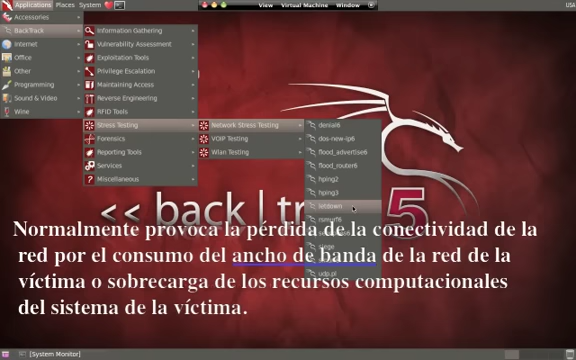 Applications Places System
View Virtual Machine Window
USA
Accessories
BackTrack
Internet
Office
Other
Programming
Sound & Video
Wine
Information Gathering
Vulnerability Assessment
Exploitation Tools
Privilege Escalation
Maintaining Access
Reverse Engineering
RFID Tools
Stress Testing
Forensics
Reporting Tools
Services
Miscellaneous
Network Stress Testing
VOIP Testing
Wlan Testing
denial6
dos-new-ip6
flood_advertise6
flood_router6
hping2
hping3
letdown
rsmurf6
siege
udp.pl
<< back | tr
5
Normalmente provoca la pérdida de la conectividad de la
red por el consumo del ancho de banda de la red de la
víctima o sobrecarga de los recursos computacionales
del sistema de la víctima.
[System Monitor]